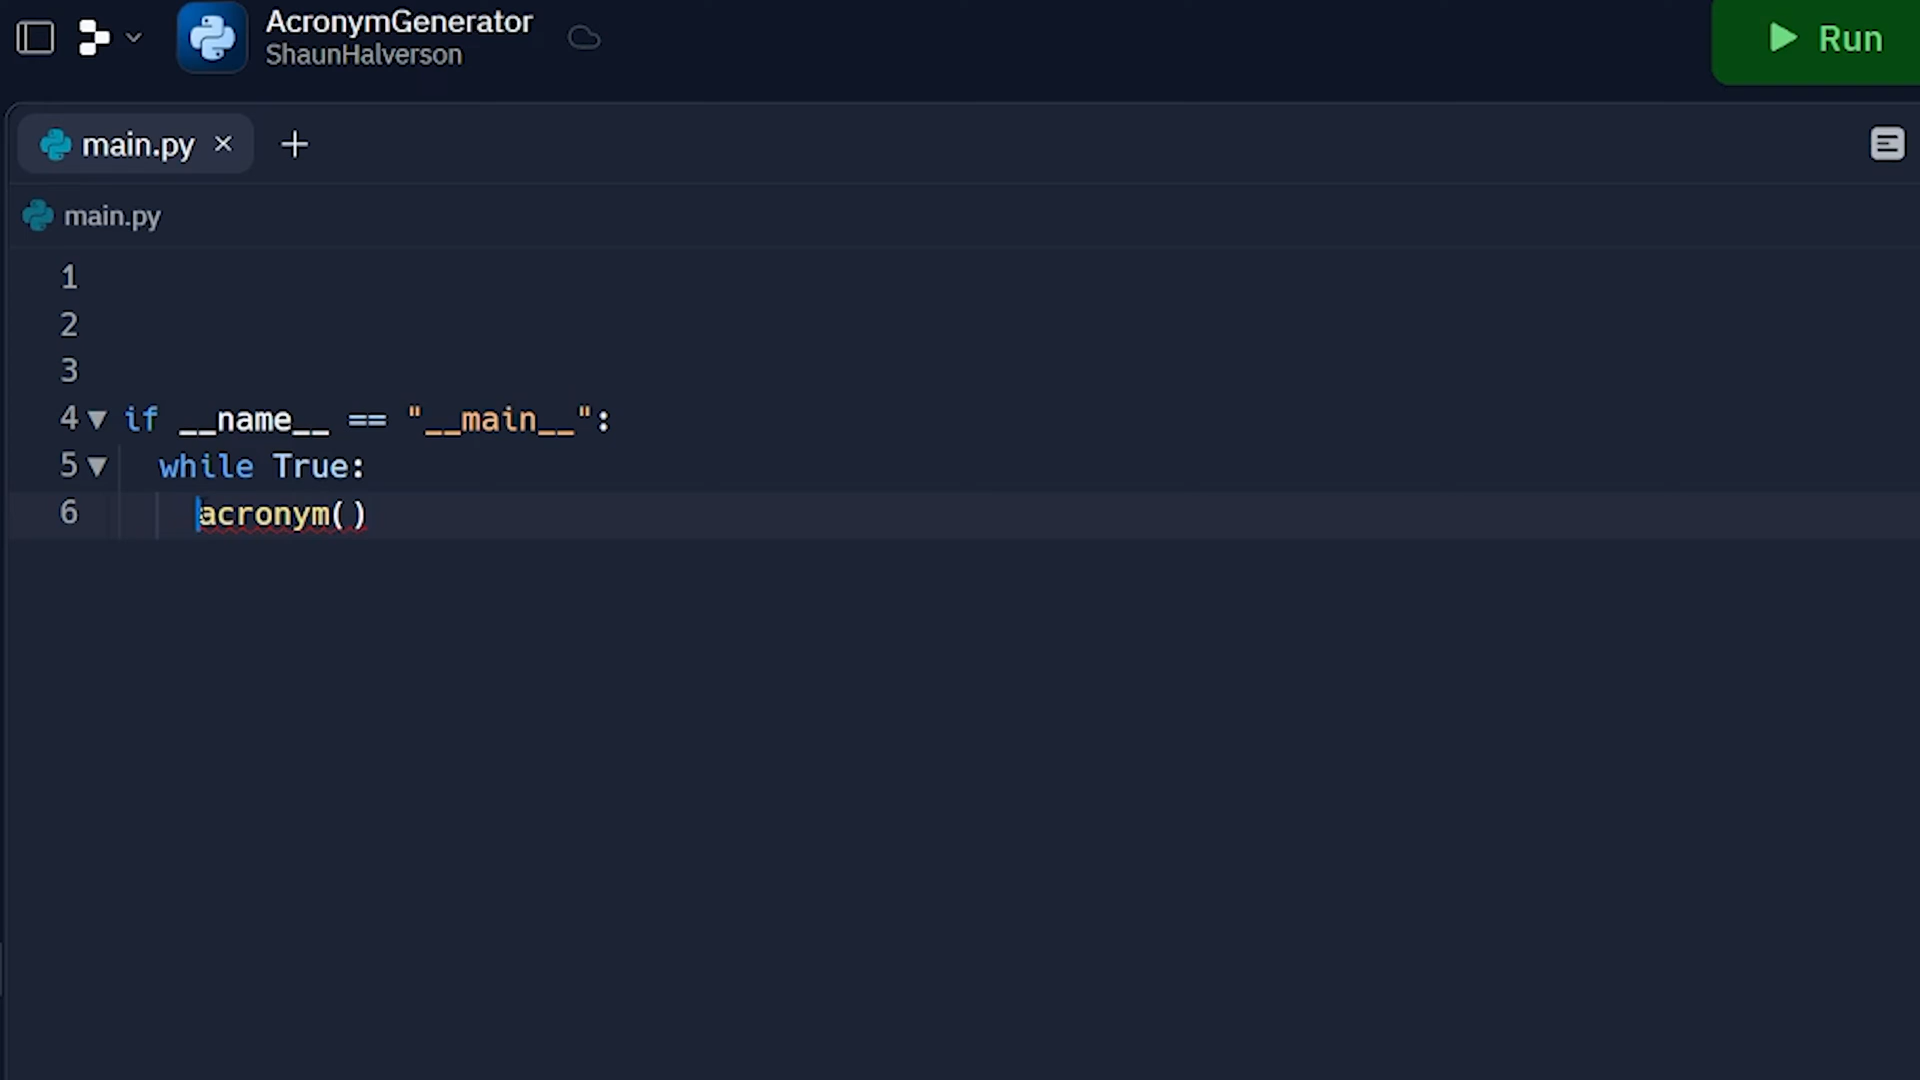 AcronymGenerator
ShaunHalverson
Run
main.py
main.py
1
2
3
4 if __name__ == "__main__":
5 while True:
6 acronym()